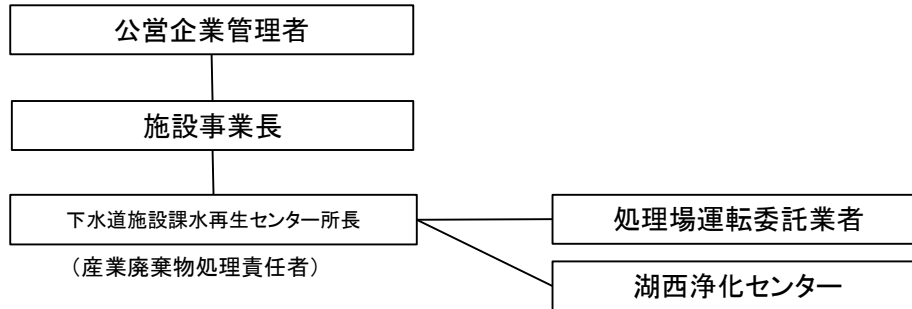 公営企業管理者
施設事業長
下水道施設課水再生センター所長
（産業廃棄物処理責任者）
処理場運転委託業者
湖西浄化センター